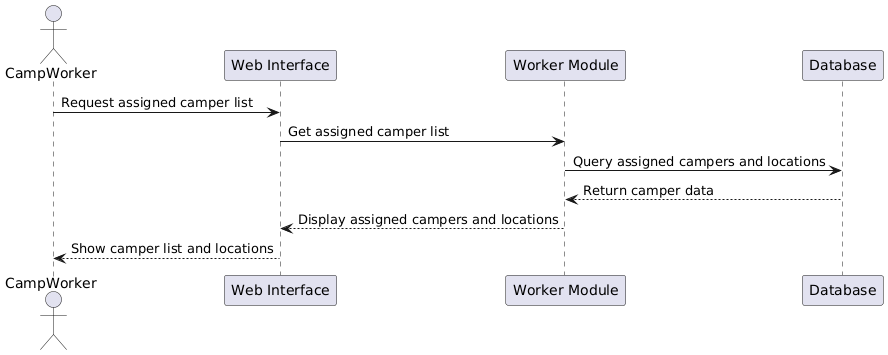 CampWorker
Web Interface
Worker Module
Database
Request assigned camper list
Get assigned camper list
Query assigned campers and locations
Return camper data
Display assigned campers and locations
Show camper list and locations
CampWorker
Web Interface
Worker Module
Database